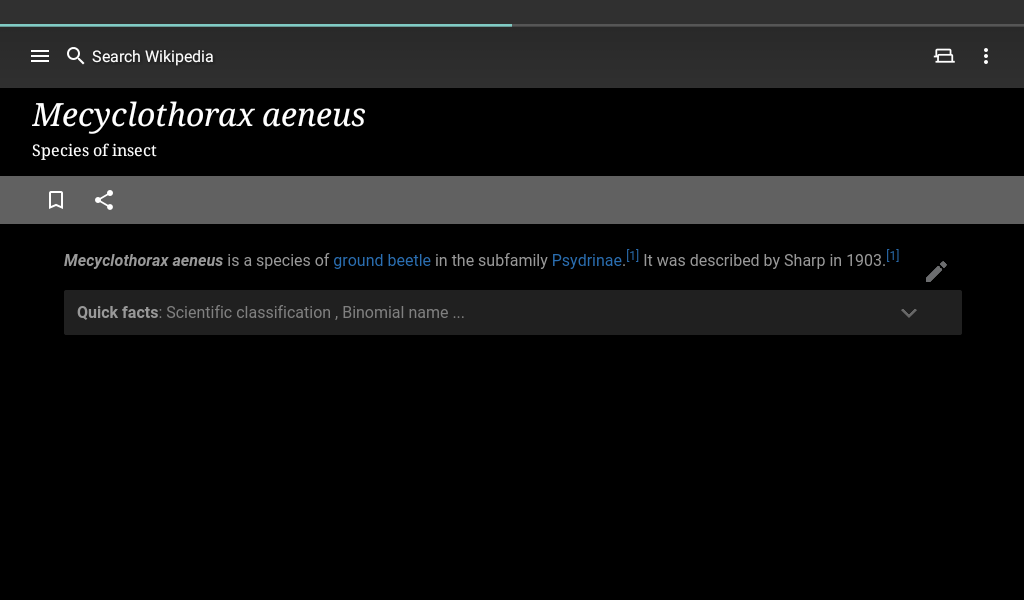 Search Wikipedia
Mecyclothorax aeneus
Species of insect
Mecyclothorax aeneus is a species of ground beetle in the subfamily Psydrinae.[1] It was described by Sharp in 1903.[1]
Quick facts: Scientific classification , Binomial name ...